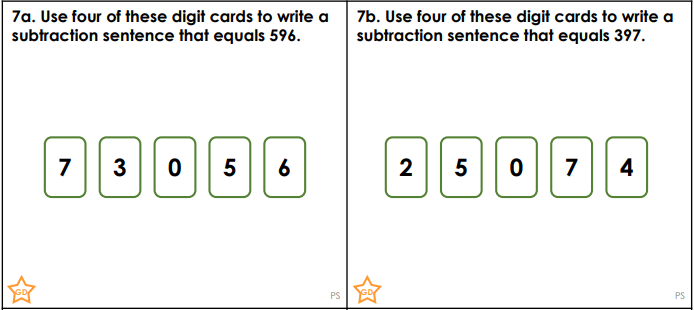 7a. Use four of these digit cards to write a
subtraction sentence that equals 596.
7 3 0 5 6
GD
PS
7b. Use four of these digit cards to write a
subtraction sentence that equals 397.
2 5 0 7 4
GD
PS